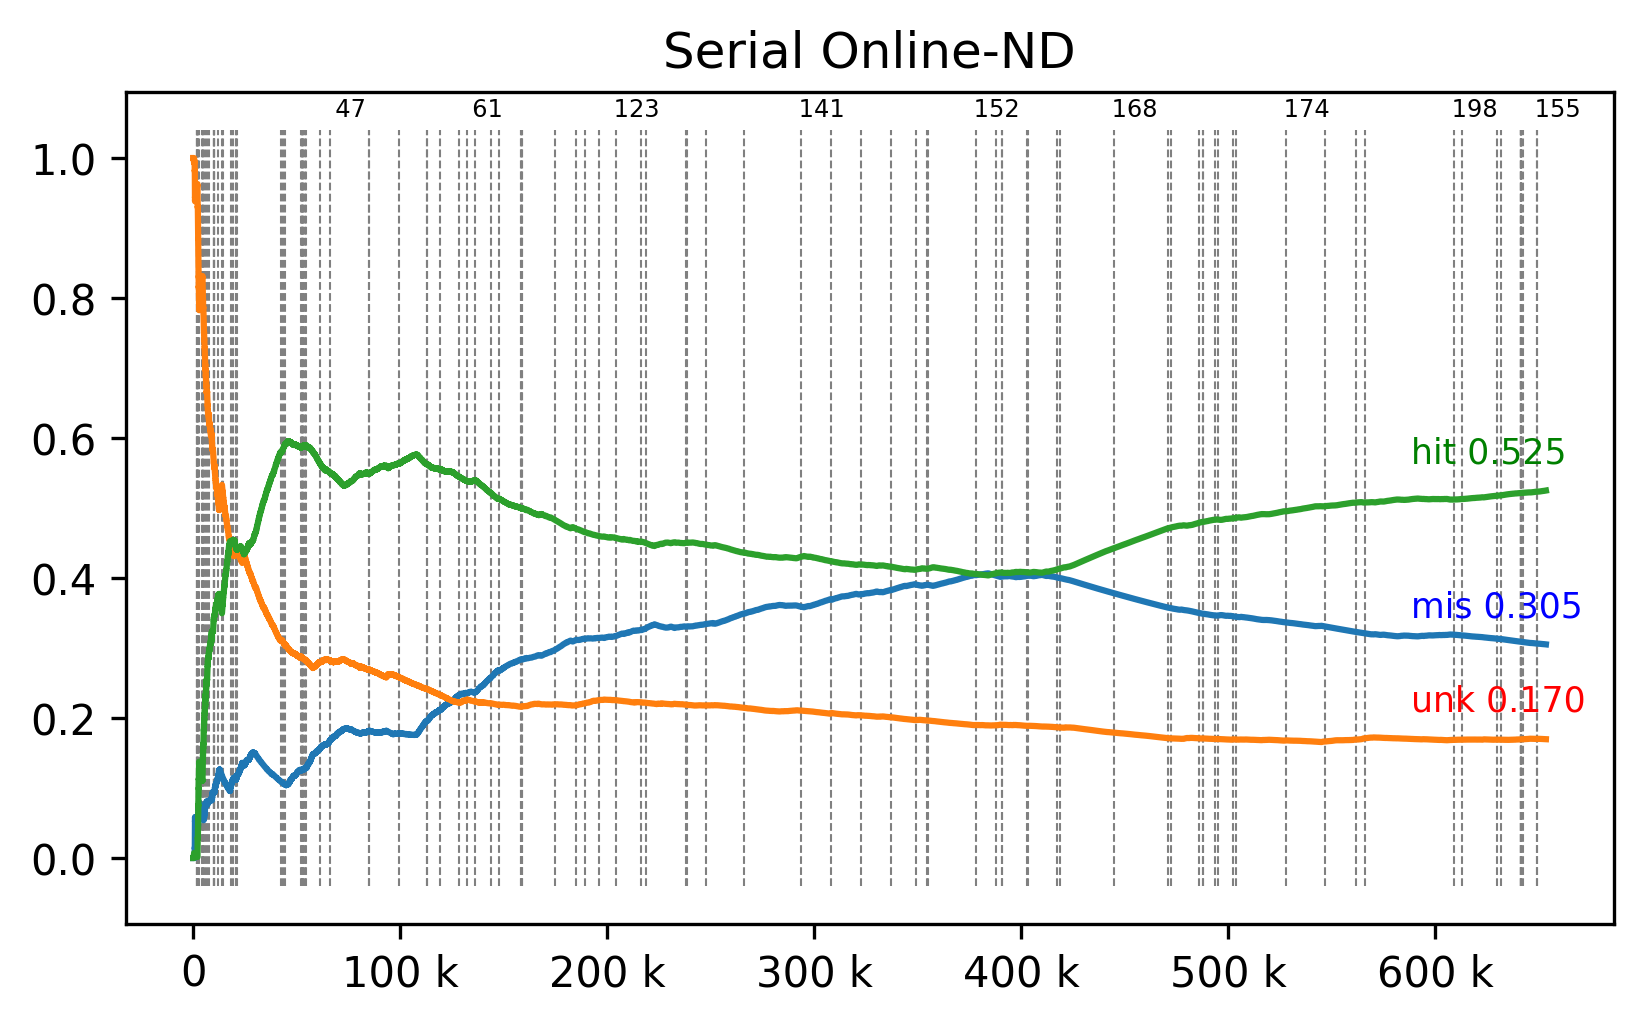 Serial Online-ND
47 61 123 141 152 168 174 198 155
1.0
0.8
0.6
hit 0.525
0.4
mis 0.305
unk 0.170
0.2
0.0
0 100 k 200 k 300 k 400 k 500 k 600 k